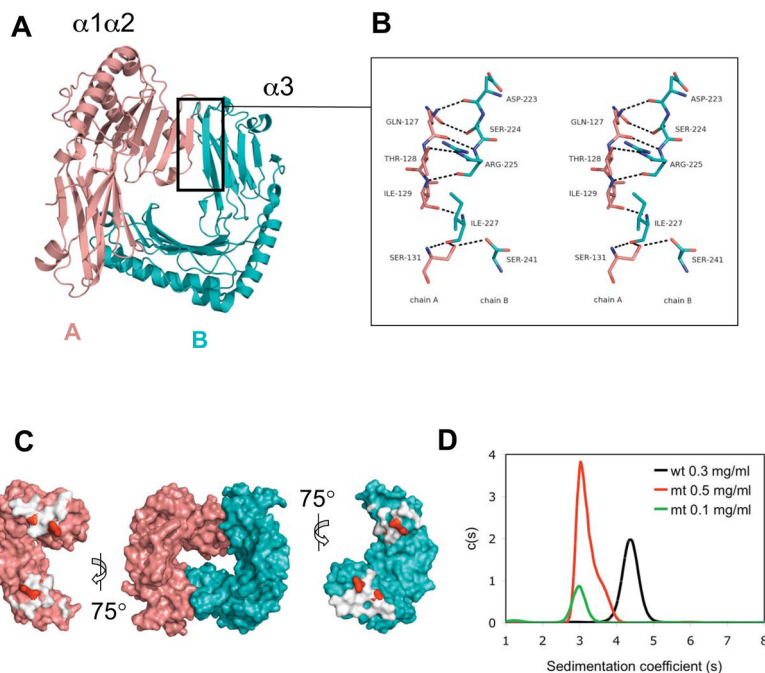 A
α1α2
α3
A
B
B
ASP-223
GLN-127
SER-224
THR-128
ARG-225
ILE-129
ILE-227
SER-131
SER-241
chain A
chain B
ASP-223
GLN-127
SER-224
THR-128
ARG-225
ILE-129
ILE-227
SER-131
SER-241
chain A
chain B
C
75°
75°
D
c(s)
4
3
2
1
0
wt 0.3 mg/ml
mt 0.5 mg/ml
mt 0.1 mg/ml
1 2 3 4 5 6 7 8
Sedimentation coefficient (s)